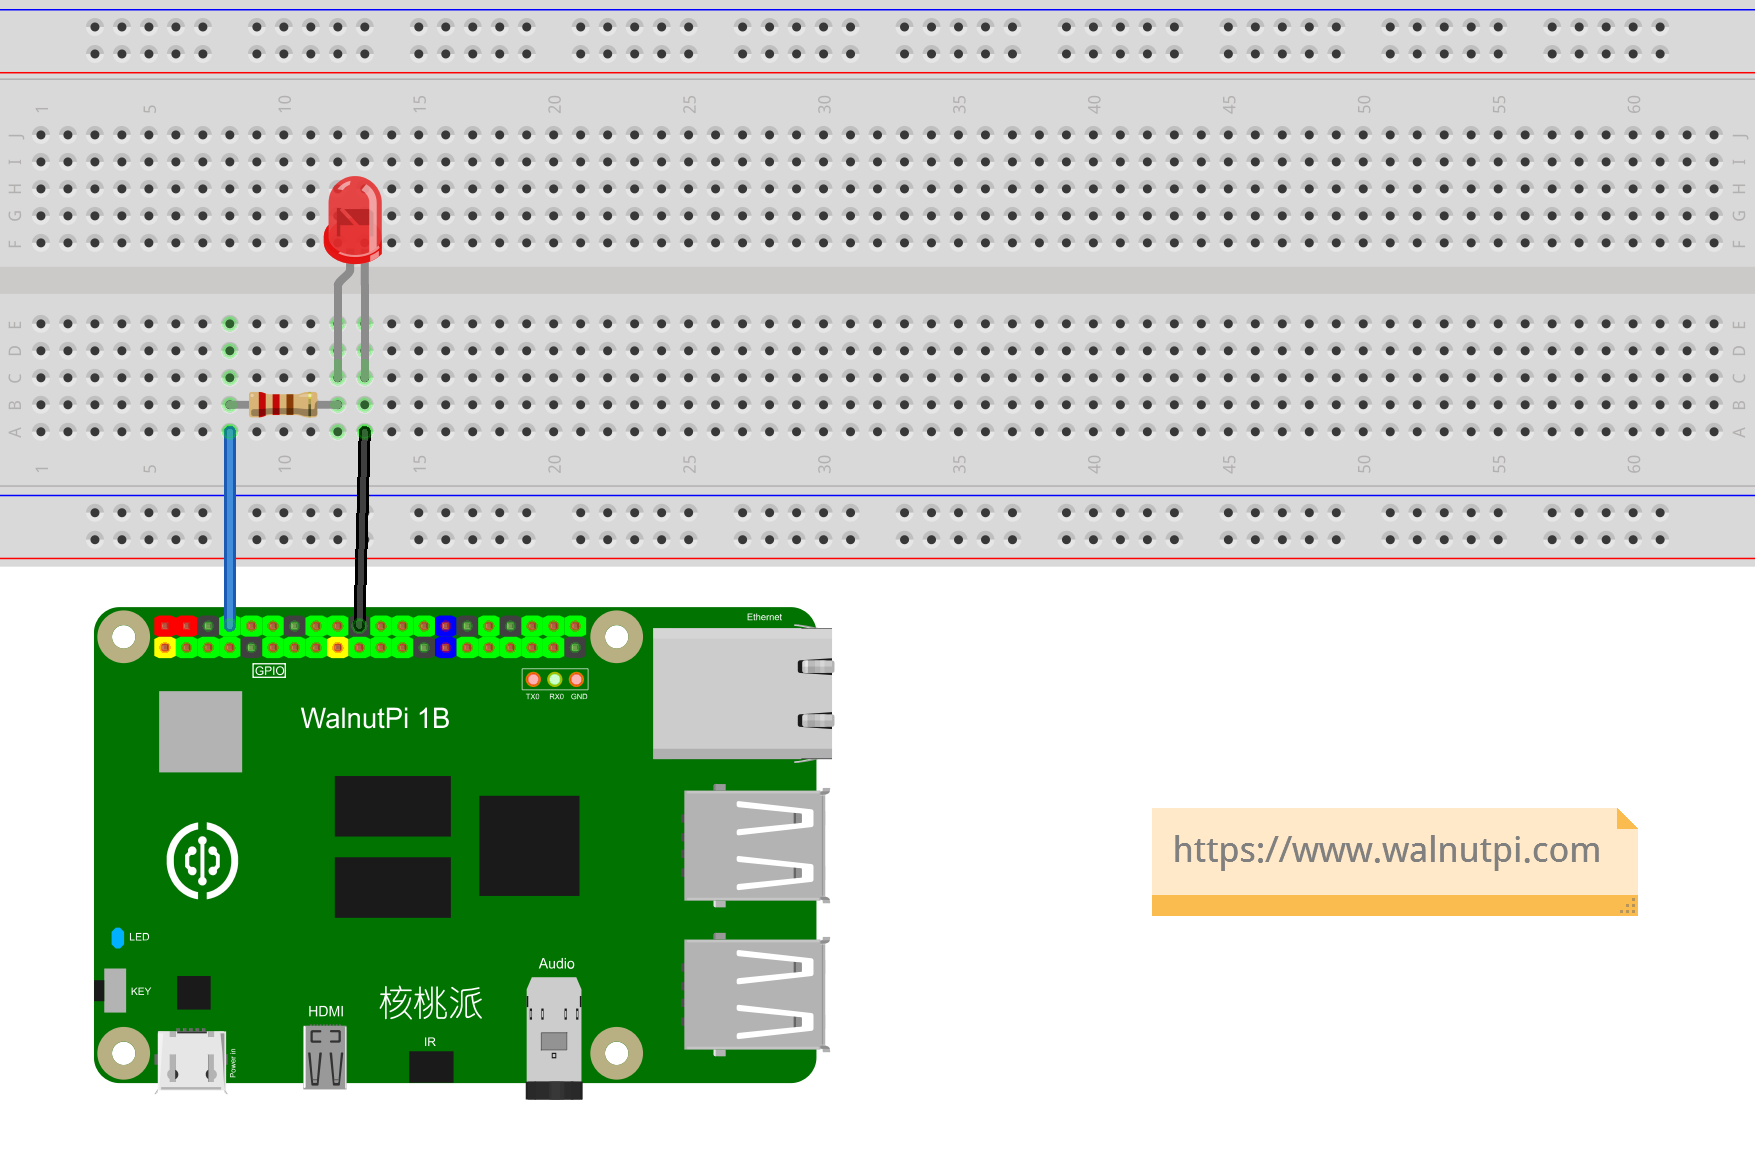 1 5 10 15 20 25 30 35 40 45 50 55 60
J J
I I
H H
G G
F F
E E
D D
C C
B B
A A
1 5 10 15 20 25 30 35 40 45 50 55 60
Ethernet
GPIO
TX0 RX0 GND
WalnutPi 1B
https://www.walnutpi.com
LED
Audio
KEY
核桃派
HDMI
IR
Power in